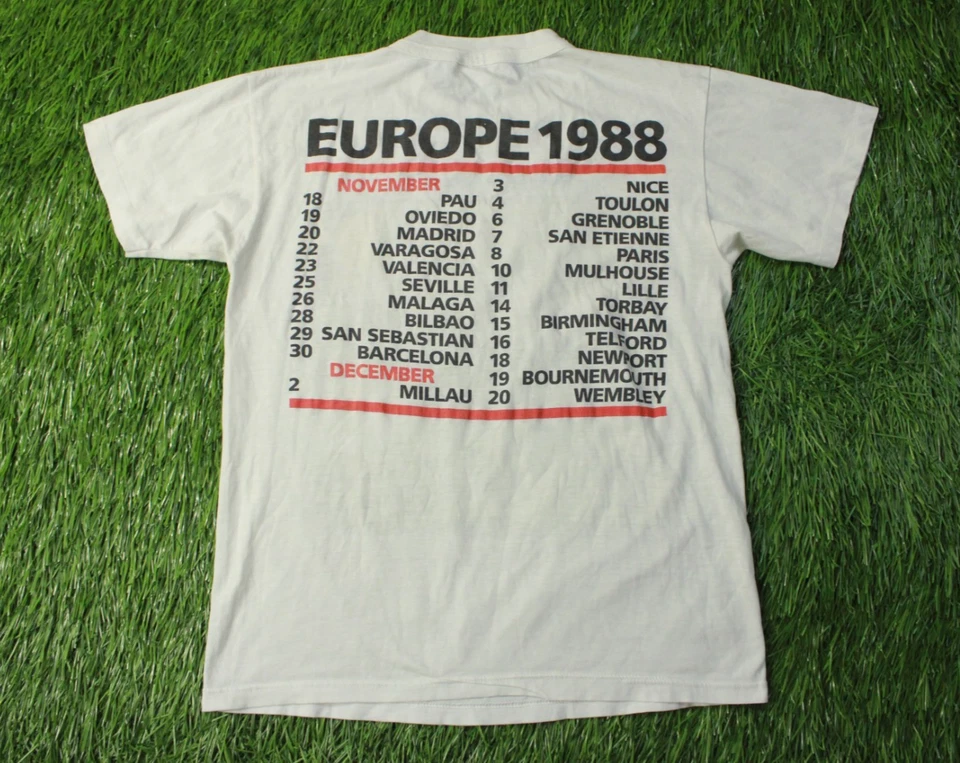 EUROPE 1988
NOVEMBER
18 PAU
19 OVIEDO
20 MADRID
22 VARAGOSA
23 VALENCIA
25 SEVILLE
26 MALAGA
28 BILBAO
29 SAN SEBASTIAN
30 BARCELONA
DECEMBER
2 MILLAU
3 NICE
4 TOULON
6 GRENOBLE
7 SAN ETIENNE
8 PARIS
10 MULHOUSE
11 LILLE
14 TORBAY
15 BIRMINGHAM
16 TELFORD
18 NEWPORT
19 BOURNEMOUTH
20 WEMBLEY